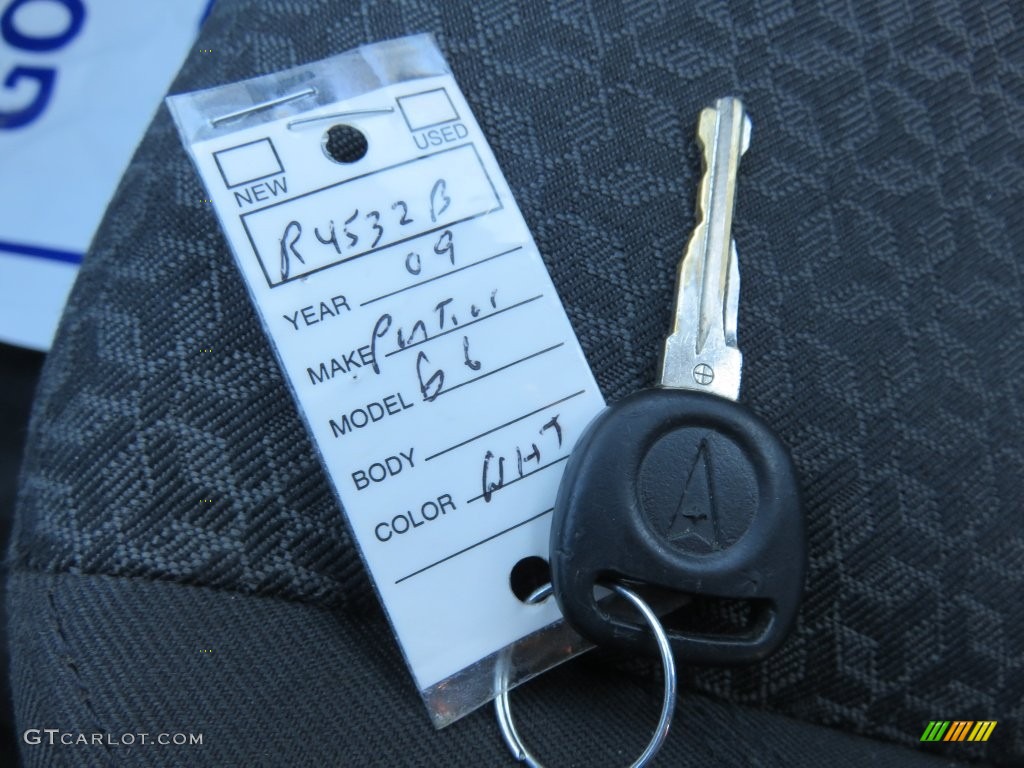 GO
NEW USED
R4532B
YEAR 09
MAKE Pontiac
MODEL G6
BODY
COLOR WHT
GTCARLOT.COM